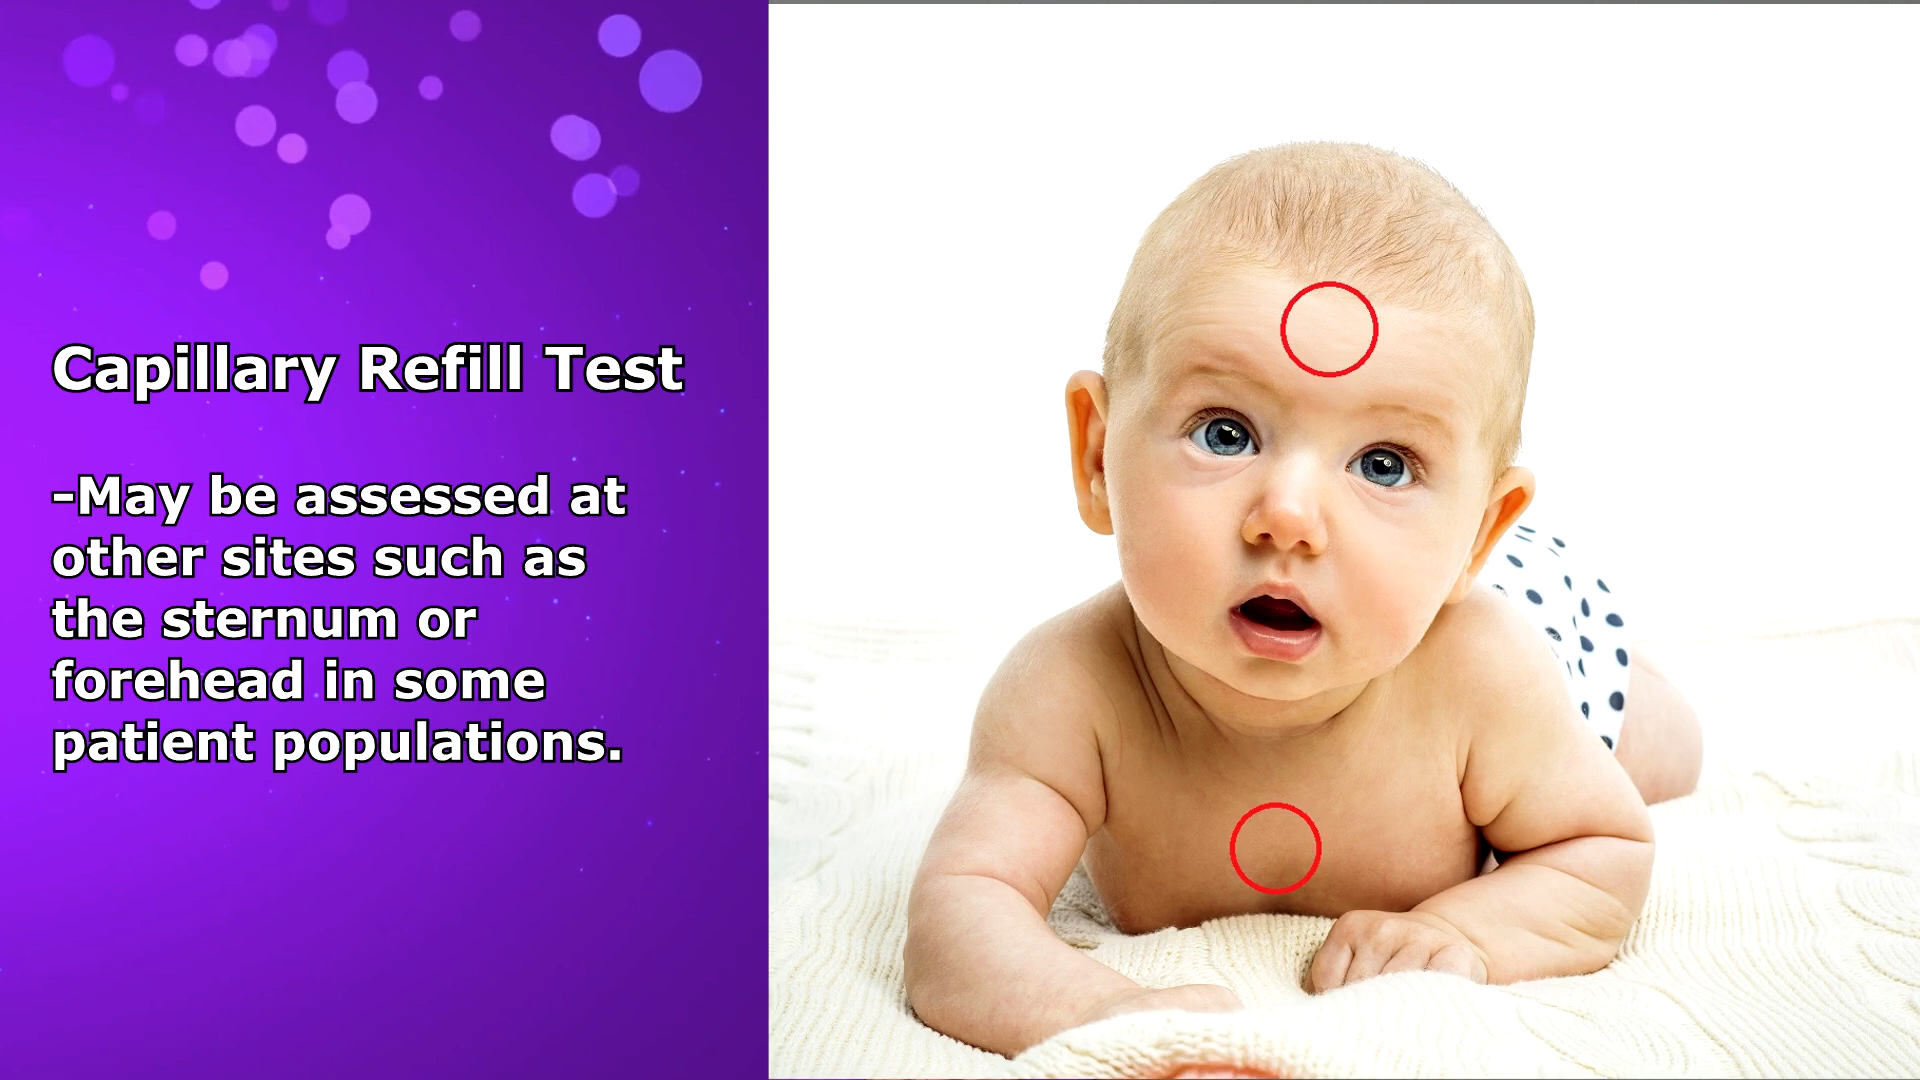 Capillary Refill Test
-May be assessed at
other sites such as
the sternum or
forehead in some
patient populations.